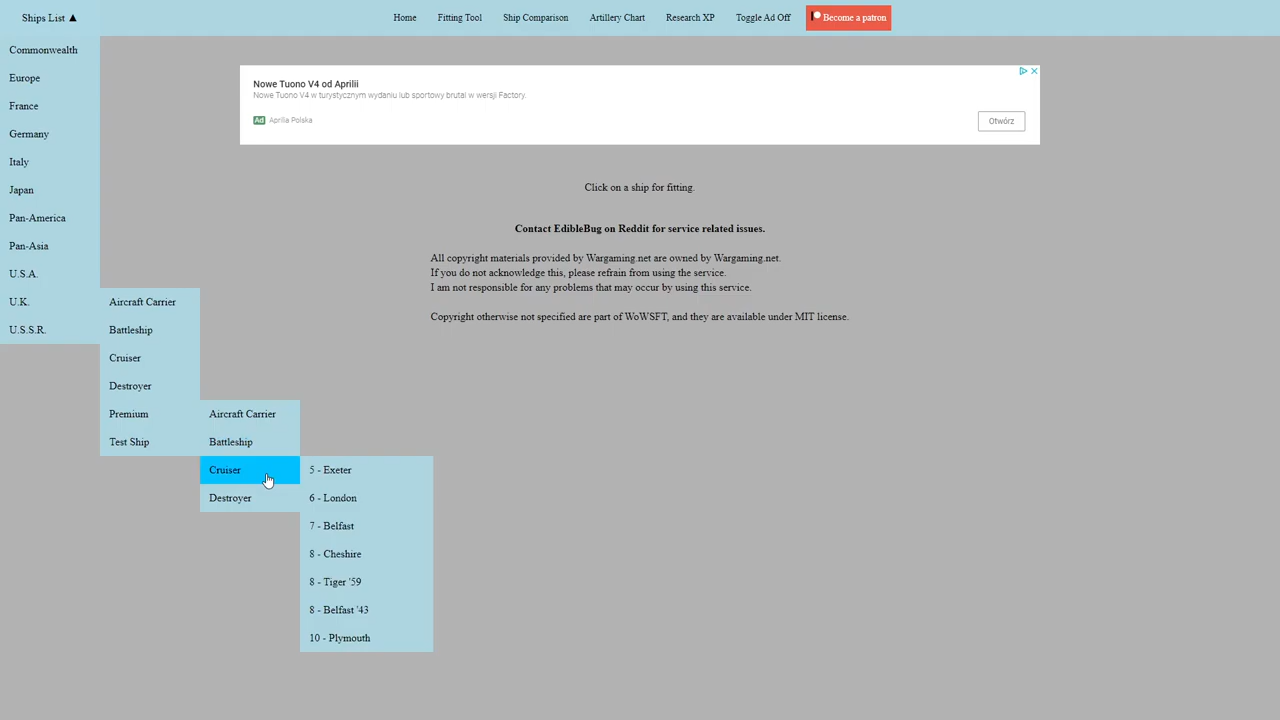 Ships List ▲
Home
Fitting Tool
Ship Comparison
Artillery Chart
Research XP
Toggle Ad Off
Become a patron
Commonwealth
Europe
France
Germany
Italy
Japan
Pan-America
Pan-Asia
U.S.A.
U.K.
U.S.S.R.
Aircraft Carrier
Battleship
Cruiser
Destroyer
Premium
Test Ship
Aircraft Carrier
Battleship
Cruiser
Destroyer
5 - Exeter
6 - London
7 - Belfast
8 - Cheshire
8 - Tiger '59
8 - Belfast '43
10 - Plymouth
Nowe Tuono V4 od Aprilii
Nowe Tuono V4 w turystycznym wydaniu lub sportowy brutal w wersji Factory.
Ad Aprilia Polska
Otwórz
Click on a ship for fitting.
Contact EdibleBug on Reddit for service related issues.
All copyright materials provided by Wargaming.net are owned by Wargaming.net.
If you do not acknowledge this, please refrain from using the service.
I am not responsible for any problems that may occur by using this service.
Copyright otherwise not specified are part of WoWSFT, and they are available under MIT license.